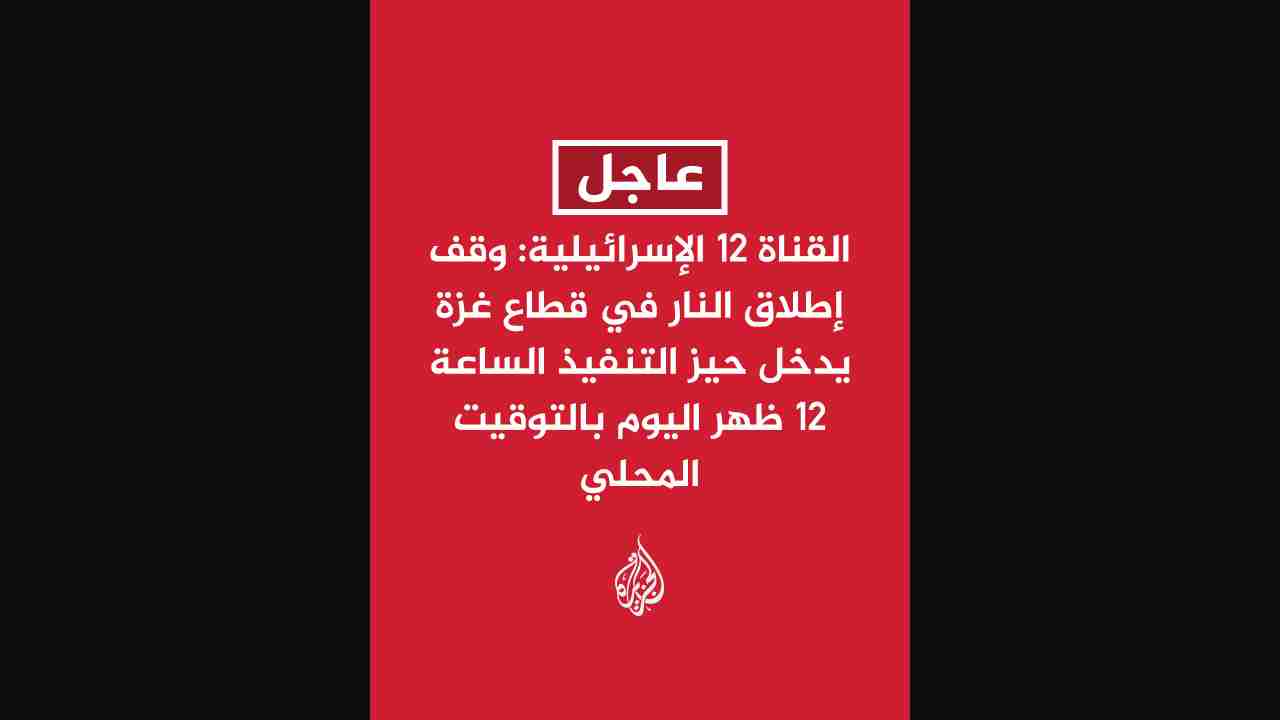 عاجل
القناة 12 الإسرائيلية: وقف
إطلاق النار في قطاع غزة
يدخل حيز التنفيذ الساعة
12 ظهر اليوم بالتوقيت
المحلي
الجزيرة